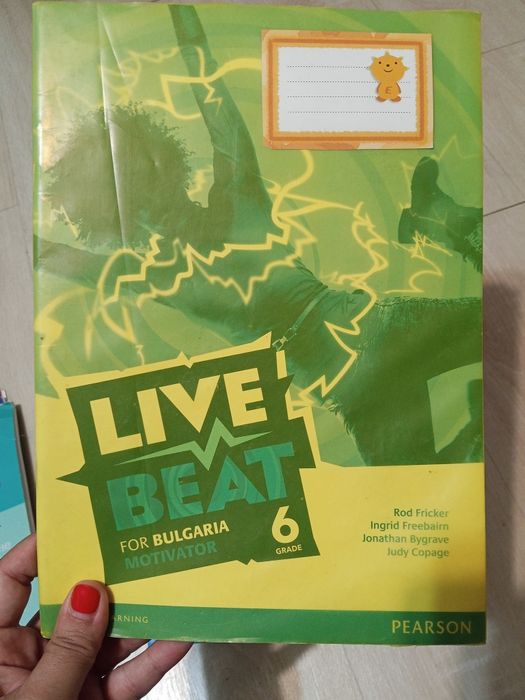 E
LIVE
BEAT
FOR BULGARIA
MOTIVATOR
6
GRADE
Rod Fricker
Ingrid Freebairn
Jonathan Bygrave
Judy Copage
PEARSON